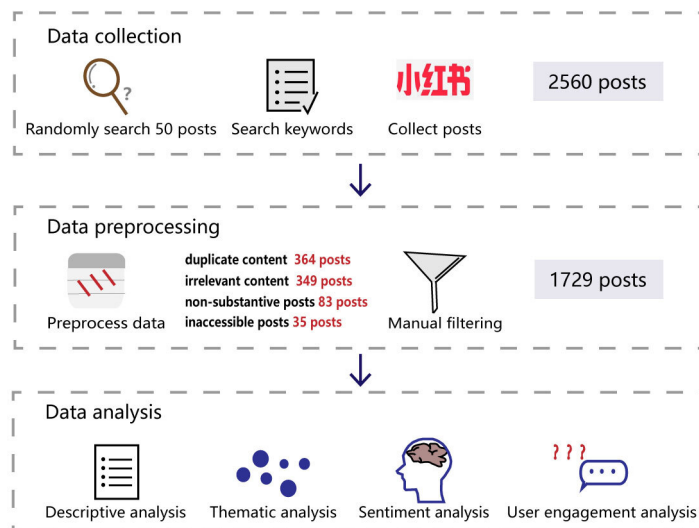 Data collection
?
小红书
2560 posts
Randomly search 50 posts
Search keywords
Collect posts
Data preprocessing
duplicate content 364 posts
irrelevant content 349 posts
non-substantive posts 83 posts
inaccessible posts 35 posts
1729 posts
Preprocess data
Manual filtering
Data analysis
? ? ?
Descriptive analysis
Thematic analysis
Sentiment analysis
User engagement analysis